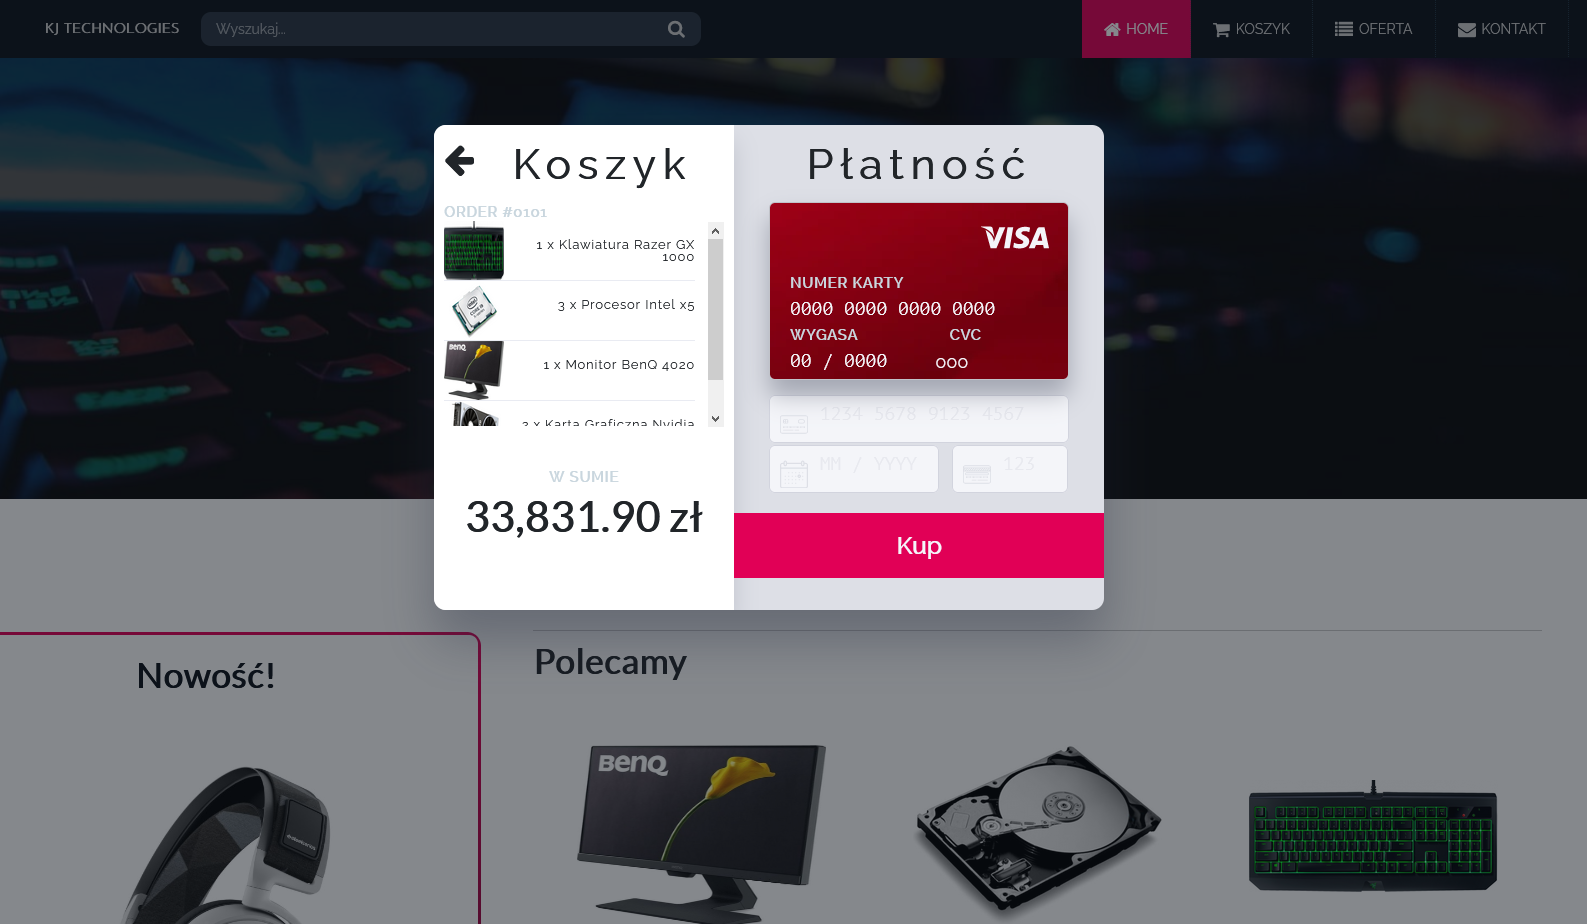 KJ TECHNOLOGIES
Wyszukaj...
HOME
KOSZYK
OFERTA
KONTAKT
Koszyk
ORDER #0101
1 x Klawiatura Razer GX
1000
3 x Procesor Intel x5
BenQ
1 x Monitor BenQ 4020
2 x Karta Graficzna Nvidia
W SUMIE
33,831.90 zł
Płatność
VISA
NUMER KARTY
0000 0000 0000 0000
WYGASA CVC
00 / 0000 000
1234 5678 9123 4567
MM / YYYY 123
Kup
Nowość!
Polecamy
BenQ